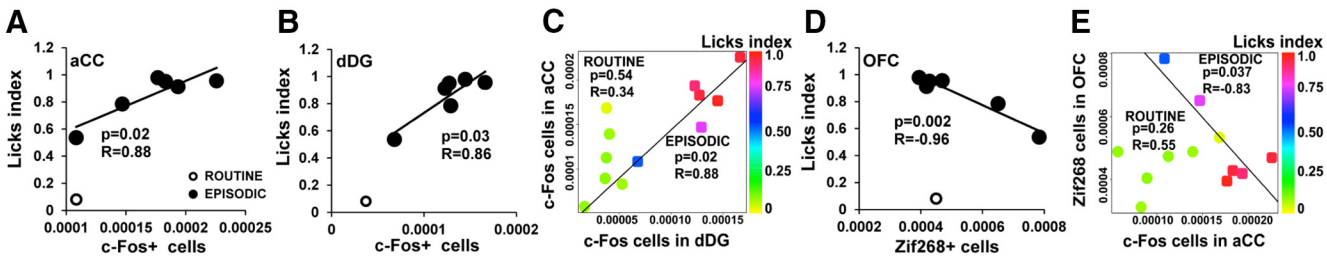 A
aCC
Licks index
1.2
1
0.8
0.6
0.4
0.2
0
p=0.02
R=0.88
ROUTINE
EPISODIC
0.0001
0.00015
0.0002
0.00025
c-Fos+ cells
B
dDG
Licks index
1.2
1
0.8
0.6
0.4
0.2
0
p=0.03
R=0.86
0
0.0001
0.0002
c-Fos+ cells
C
Licks index
c-Fos cells in aCC
0.0002
0.00015
0.0001
ROUTINE
p=0.54
R=0.34
EPISODIC
p=0.02
R=0.88
1.0
0.75
0.50
0.25
0
0.00005
0.00010
0.00015
c-Fos cells in dDG
D
OFC
Licks index
1.2
1
0.8
0.6
0.4
0.2
0
p=0.002
R=-0.96
0.0002
0.0004
0.0006
0.0008
Zif268+ cells
E
Licks index
Zif268 cells in OFC
0.0008
0.0006
0.0004
EPISODIC
p=0.037
R=-0.83
ROUTINE
p=0.26
R=0.55
1.0
0.75
0.50
0.25
0
0.00010
0.00015
0.00020
c-Fos cells in aCC